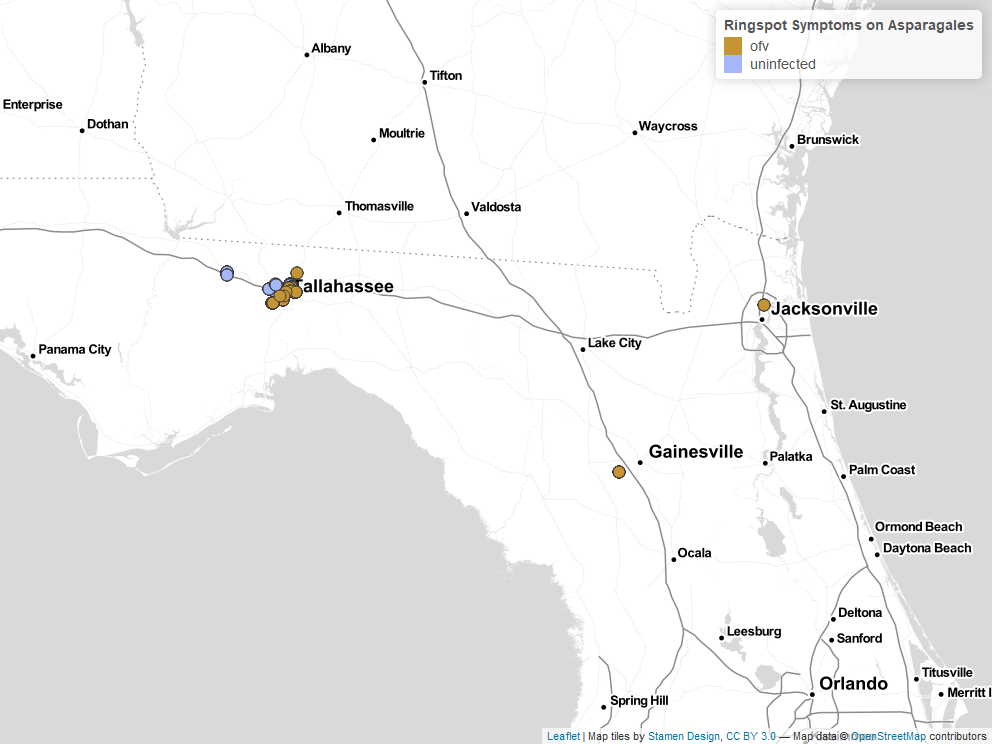 Ringspot Symptoms on Asparagales
ofv
uninfected
Albany
Tifton
Enterprise
Dothan
Moultrie
Waycross
Brunswick
Thomasville
Valdosta
Tallahassee
Jacksonville
Lake City
Panama City
St. Augustine
Gainesville
Palatka
Palm Coast
Ormond Beach
Daytona Beach
Ocala
Deltona
Leesburg
Sanford
Titusville
Orlando
Merritt I
Spring Hill
Leaflet | Map tiles by Stamen Design, CC BY 3.0 — Map data © OpenStreetMap contributors